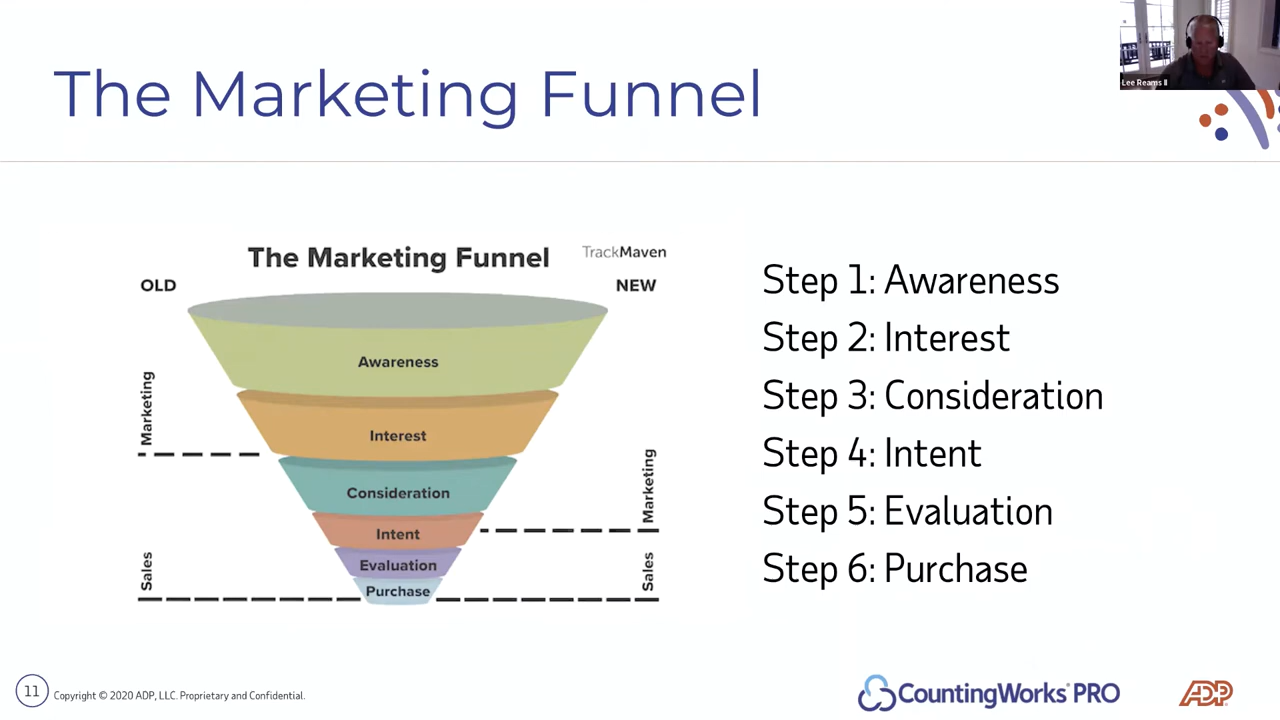 Lee Reams II
The Marketing Funnel
The Marketing Funnel
TrackMaven
OLD
NEW
Awareness
Interest
Consideration
Intent
Evaluation
Purchase
Marketing
Sales
Marketing
Sales
Step 1: Awareness
Step 2: Interest
Step 3: Consideration
Step 4: Intent
Step 5: Evaluation
Step 6: Purchase
11
Copyright © 2020 ADP, LLC. Proprietary and Confidential.
CountingWorks® PRO
ADP